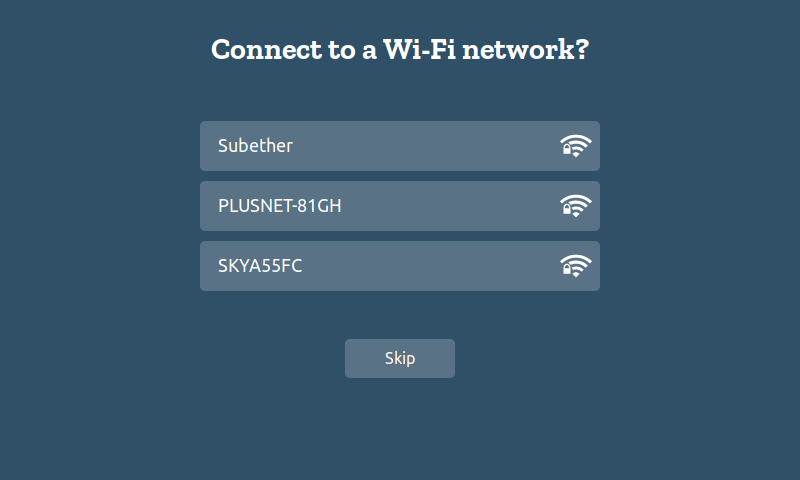 Connect to a Wi-Fi network?
Subether
PLUSNET-81GH
SKYA55FC
Skip